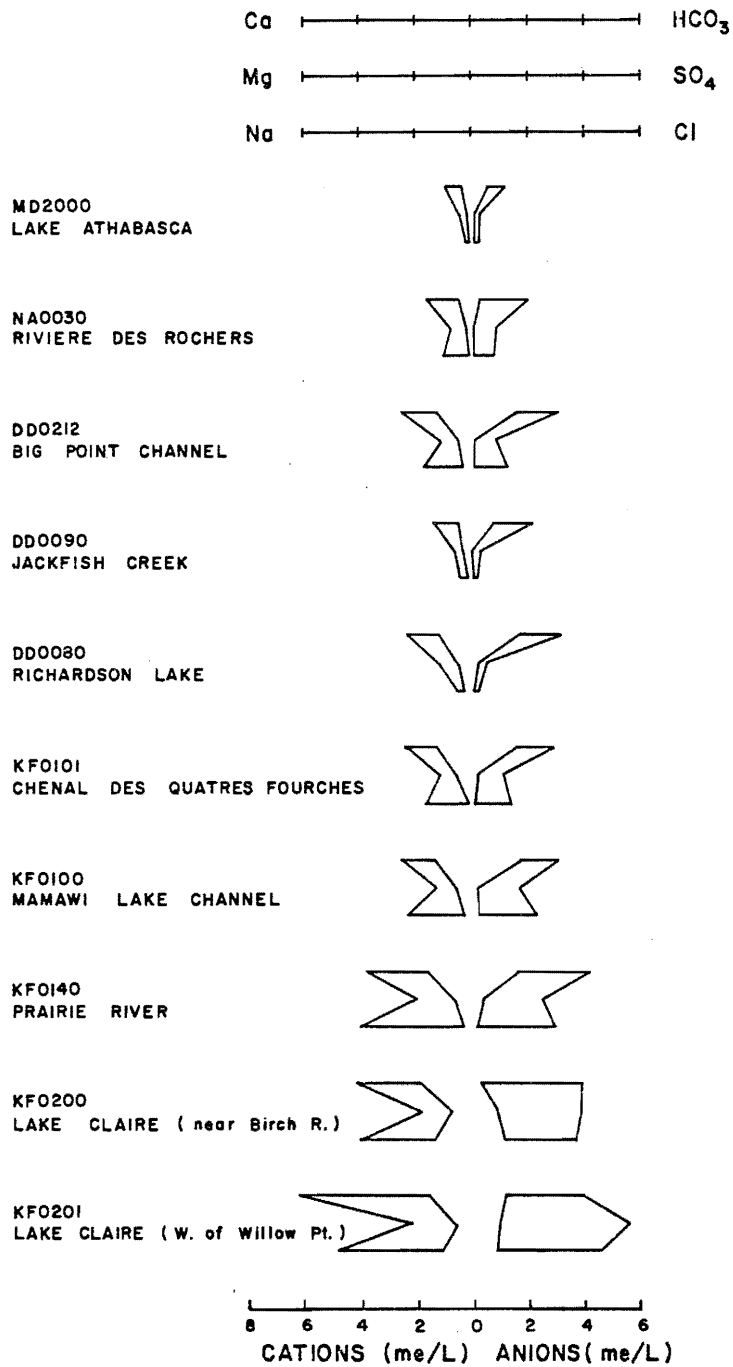 Ca HCO3
Mg SO4
Na Cl
MD2000
LAKE ATHABASCA
NA0030
RIVIERE DES ROCHERS
DD0212
BIG POINT CHANNEL
DD0090
JACKFISH CREEK
DD0080
RICHARDSON LAKE
KF0101
CHENAL DES QUATRES FOURCHES
KF0100
MAMAWI LAKE CHANNEL
KF0140
PRAIRIE RIVER
KF0200
LAKE CLAIRE (near Birch R.)
KF0201
LAKE CLAIRE (W. of Willow Pt.)
8 6 4 2 0 2 4 6
CATIONS (me/L) ANIONS(me/L)